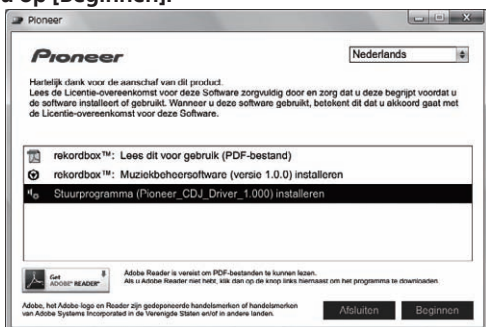 u op [Beginnen].
Pioneer
Pioneer
Nederlands
Hartelijk dank voor de aanschaf van dit product.
Lees de Licentie-overeenkomst voor deze Software zorgvuldig door en zorg dat u deze begrijpt voordat u
de software installeert of gebruikt. Wanneer u deze software gebruikt, betekent dit dat u akkoord gaat met
de Licentie-overeenkomst voor deze Software.
rekordbox™: Lees dit voor gebruik (PDF-bestand)
rekordbox™: Muziekbeheersoftware (versie 1.0.0) installeren
Stuurprogramma (Pioneer_CDJ_Driver_1.000) installeren
Get
ADOBE® READER®
Adobe Reader is vereist om PDF-bestanden te kunnen lezen.
Als u Adobe Reader niet hebt, klik dan op de knop links hiernaast om het programma te downloaden.
Adobe, het Adobe-logo en Reader zijn gedeponeerde handelsmerken of handelsmerken
van Adobe Systems Incorporated in de Verenigde Staten en/of in andere landen.
Afsluiten
Beginnen